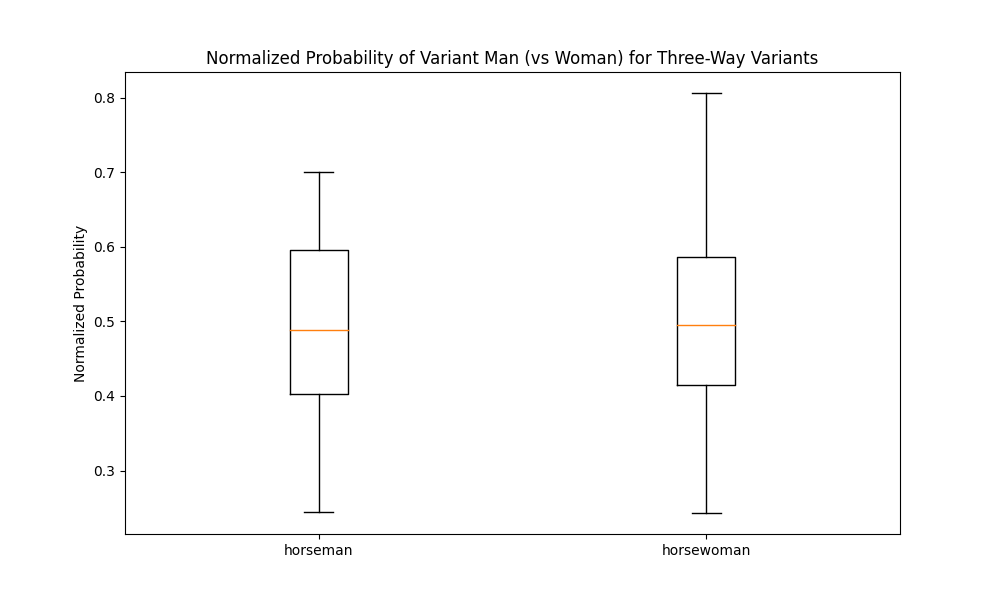 Normalized Probability of Variant Man (vs Woman) for Three-Way Variants
Normalized Probability
0.8
0.7
0.6
0.5
0.4
0.3
horseman
horsewoman